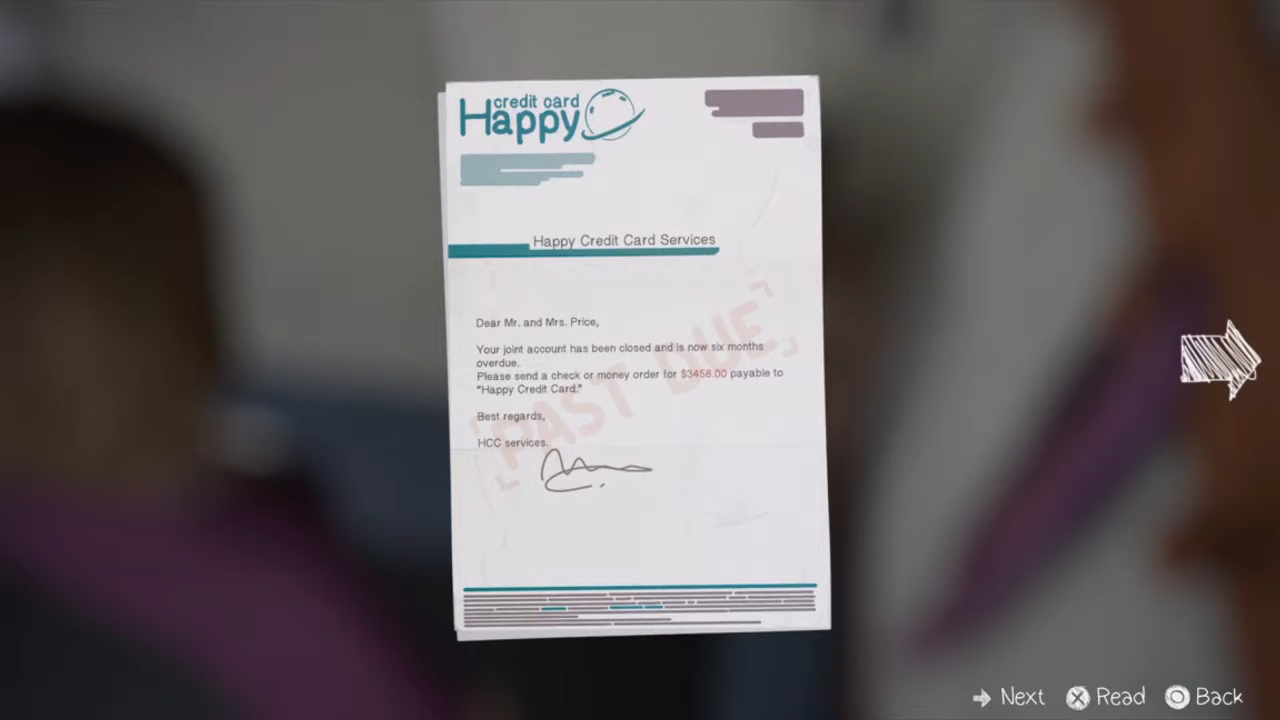 credit card
Happy
Happy Credit Card Services
Dear Mr. and Mrs. Price,
Your joint account has been closed and is now six months
overdue.
Please send a check or money order for $3458.00 payable to
"Happy Credit Card."
Best regards,
HCC services.
PAST DUE
Next Read Back